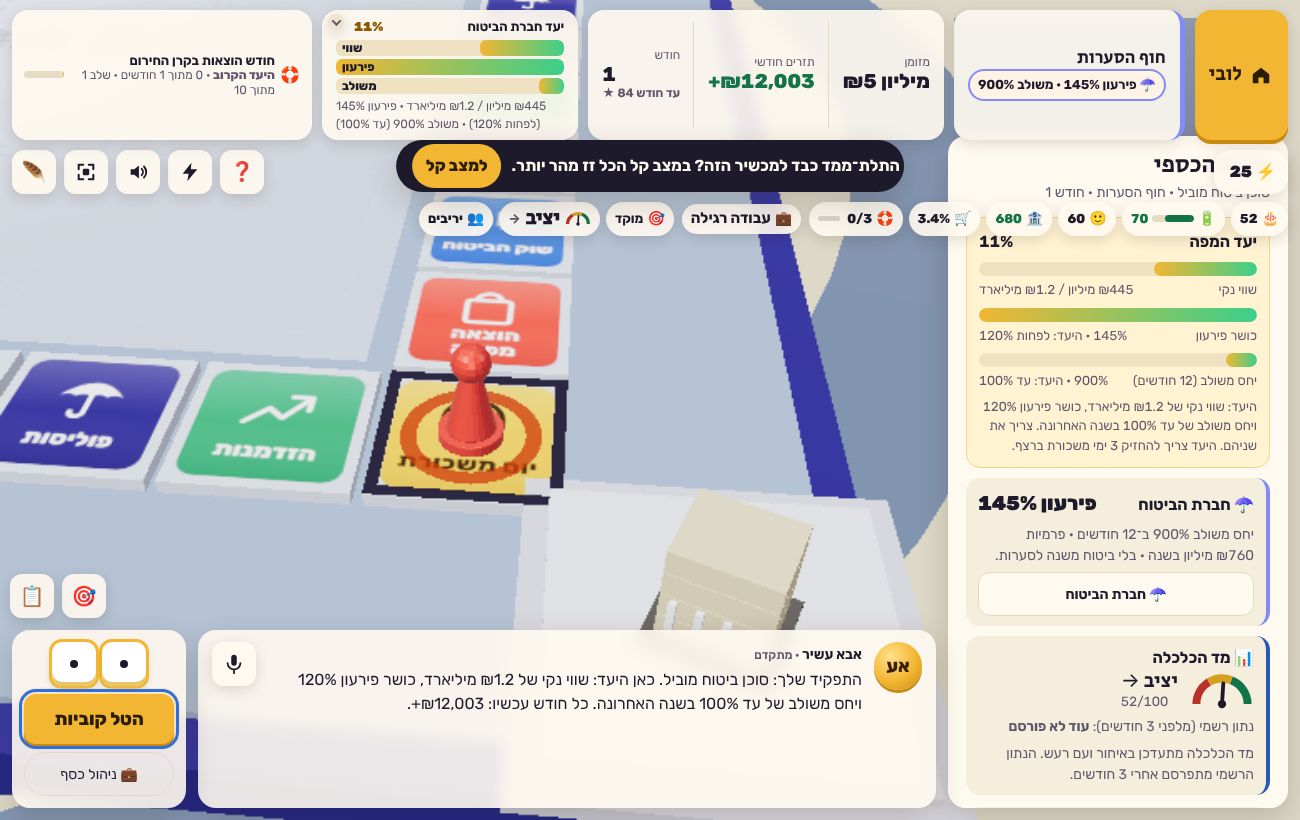 לובי
חוף הסערות
☂️ פירעון 145% · משולב 900%
מזומן
₪5 מיליון
תזרים חודשי
+₪12,003
חודש
1
עד חודש 84 ★
יעד חברת הביטוח
11%
שווי
פירעון
משולב
₪445 מיליון / ₪1.2 מיליארד · פירעון 145%
(לפחות 120%) · משולב 900% (עד 100%)
חודש הוצאות בקרן החירום
היעד הקרוב · 0 מתוך 1 חודשים · שלב 1
מתוך 10
התלת־ממד כבד למכשיר הזה? במצב קל הכל זז מהר יותר.
למצב קל
⚡ 25
52
70
60
680
3.4%
0/3
עבודה רגילה
מוקד
יציב →
יריבים
הכספי
חוף הסערות · חודש 1
יעד המפה
11%
שווי נקי
₪445 מיליון / ₪1.2 מיליארד
כושר פירעון
145% · היעד: לפחות 120%
יחס משולב (12 חודשים)
900% · היעד: עד 100%
היעד: שווי נקי של ₪1.2 מיליארד, כושר פירעון 120%
ויחס משולב של עד 100% בשנה האחרונה. צריך את
שניהם. היעד צריך להחזיק 3 ימי משכורת ברצף.
☂️ חברת הביטוח
פירעון 145%
יחס משולב 900% ב־12 חודשים · פרמיות
₪760 מיליון בשנה · בלי ביטוח משנה לסערות.
☂️ חברת הביטוח
📊 מד הכלכלה
יציב →
52/100
נתון רשמי (מלפני 3 חודשים): עוד לא פורסם
מד הכלכלה מתעדכן באיחור ועם רעש. הנתון
הרשמי מתפרסם אחרי 3 חודשים.
שוק הביטוח
הוצאה
יום משכורת
הזדמנות
פוליסות
אע
אבא עשיר · מתקדם
התפקיד שלך: סוכן ביטוח מוביל. כאן היעד: שווי נקי של ₪1.2 מיליארד, כושר פירעון 120%
ויחס משולב של עד 100% בשנה האחרונה. כל חודש עכשיו: ₪12,003+.
הטל קוביות
💼 ניהול כסף